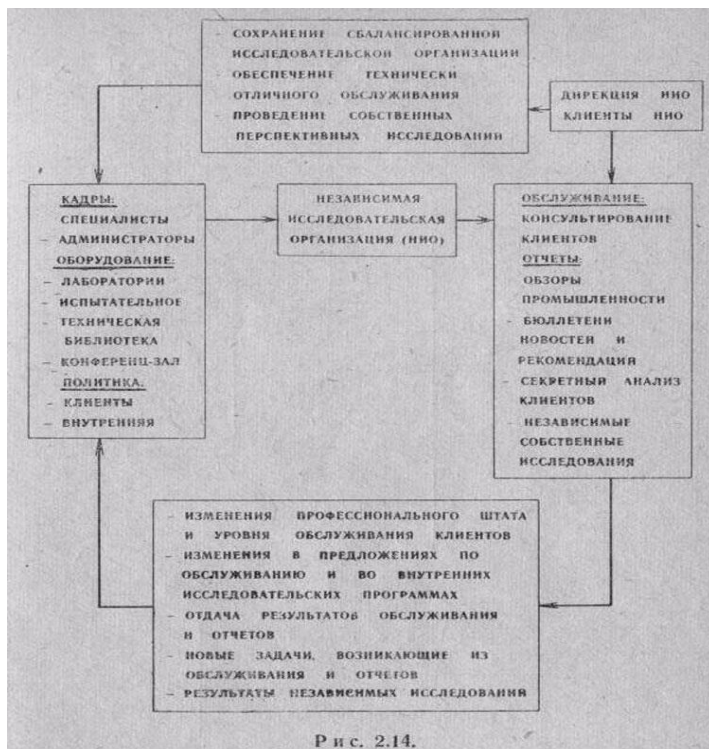 - СОХРАНЕНИЕ СБАЛАНСИРОВАННОЙ
ИССЛЕДОВАТЕЛЬСКОЙ ОРГАНИЗАЦИИ
- ОБЕСПЕЧЕНИЕ ТЕХНИЧЕСКИ
ОТЛИЧНОГО ОБСЛУЖИВАНИЯ
- ПРОВЕДЕНИЕ СОБСТВЕННЫХ
ПЕРСПЕКТИВНЫХ ИССЛЕДОВАНИЙ
ДИРЕКЦИЯ НИО
КЛИЕНТЫ НИО
КАДРЫ:
СПЕЦИАЛИСТЫ
- АДМИНИСТРАТОРЫ
ОБОРУДОВАНИЕ:
- ЛАБОРАТОРИИ
- ИСПЫТАТЕЛЬНОЕ
- ТЕХНИЧЕСКАЯ
БИБЛИОТЕКА
- КОНФЕРЕНЦ-ЗАЛ
ПОЛИТИКА:
- КЛИЕНТЫ
- ВНУТРЕННЯЯ
НЕЗАВИСИМАЯ
ИССЛЕДОВАТЕЛЬСКАЯ
ОРГАНИЗАЦИЯ (НИО)
ОБСЛУЖИВАНИЕ:
КОНСУЛЬТИРОВАНИЕ
КЛИЕНТОВ
ОТЧЕТЫ:
ОБЗОРЫ
ПРОМЫШЛЕННОСТИ
- БЮЛЛЕТЕНИ
НОВОСТЕЙ И
РЕКОМЕНДАЦИЙ
- СЕКРЕТНЫЙ АНАЛИЗ
КЛИЕНТОВ
- НЕЗАВИСИМЫЕ
СОБСТВЕННЫЕ
ИССЛЕДОВАНИЯ
- ИЗМЕНЕНИЯ ПРОФЕССИОНАЛЬНОГО ШТАТА
И УРОВНЯ ОБСЛУЖИВАНИЯ КЛИЕНТОВ
- ИЗМЕНЕНИЯ В ПРЕДЛОЖЕНИЯХ ПО
ОБСЛУЖИВАНИЮ И ВО ВНУТРЕННИХ
ИССЛЕДОВАТЕЛЬСКИХ ПРОГРАММАХ
- ОТДАЧА РЕЗУЛЬТАТОВ ОБСЛУЖИВАНИЯ
И ОТЧЕТОВ
- НОВЫЕ ЗАДАЧИ, ВОЗНИКАЮЩИЕ ИЗ
ОБСЛУЖИВАНИЯ И ОТЧЕТОВ
- РЕЗУЛЬТАТЫ НЕЗАВИСИМЫХ ИССЛЕДОВАНИЙ
Рис. 2.14.